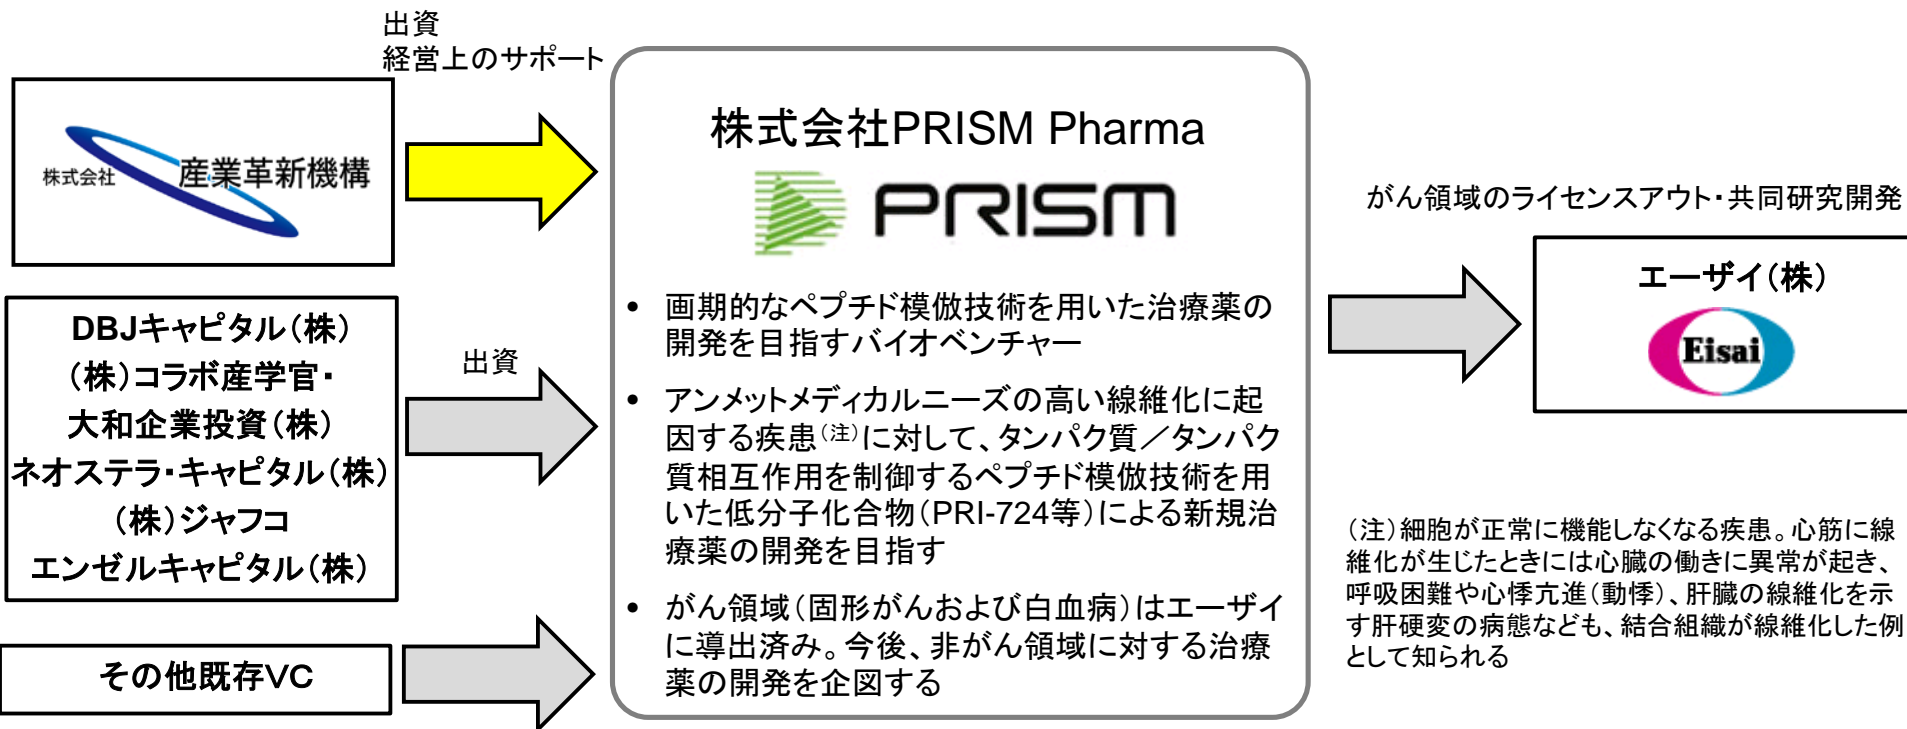 出資
経営上のサポート
株式会社 産業革新機構
DBJキャピタル(株)
(株)コラボ産学官・
大和企業投資(株)
ネオステラ・キャピタル(株)
(株)ジャフコ
エンゼルキャピタル(株)
出資
その他既存VC
株式会社PRISM Pharma
PRISM
• 画期的なペプチド模倣技術を用いた治療薬の
開発を目指すバイオベンチャー
• アンメットメディカルニーズの高い線維化に起
因する疾患(注)に対して、タンパク質／タンパク
質相互作用を制御するペプチド模倣技術を用
いた低分子化合物(PRI-724等)による新規治
療薬の開発を目指す
• がん領域(固形がんおよび白血病)はエーザイ
に導出済み。今後、非がん領域に対する治療
薬の開発を企図する
がん領域のライセンスアウト・共同研究開発
エーザイ(株)
Eisai
(注)細胞が正常に機能しなくなる疾患。心筋に線
維化が生じたときには心臓の働きに異常が起き、
呼吸困難や心悸亢進(動悸)、肝臓の線維化を示
す肝硬変の病態なども、結合組織が線維化した例
として知られる